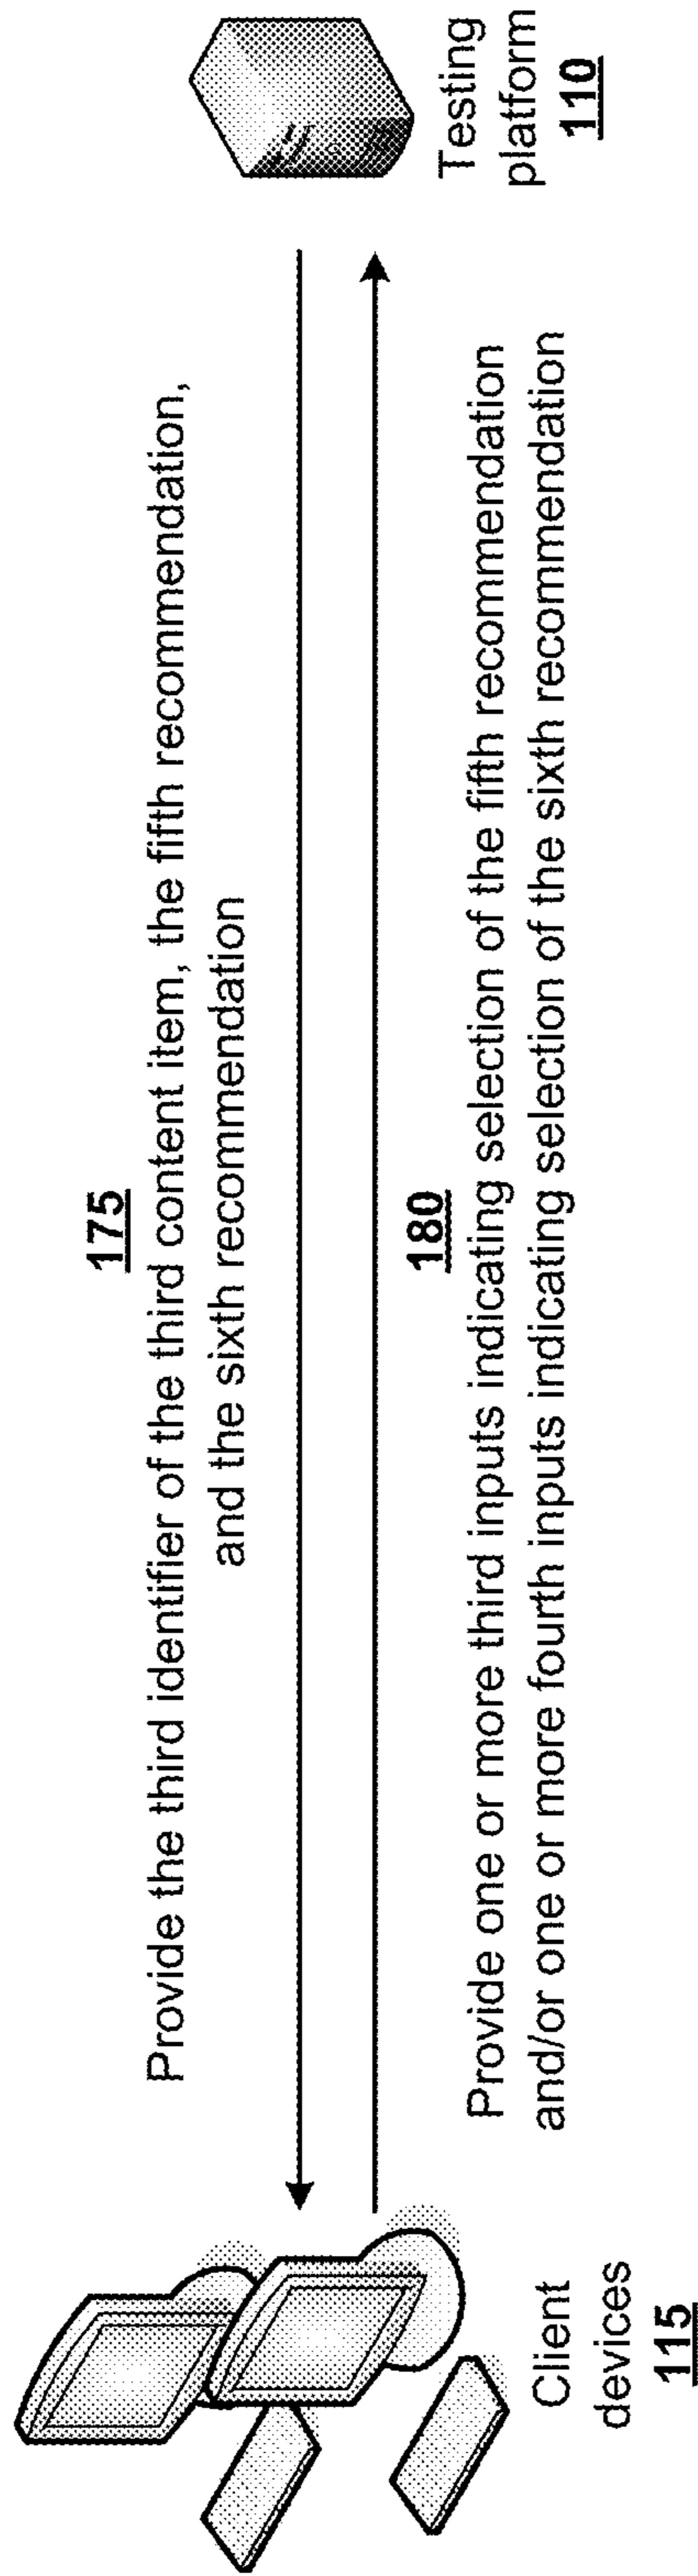 175
Provide the third identifier of the third content item, the fifth recommendation,
and the sixth recommendation
180
Provide one or more third inputs indicating selection of the fifth recommendation
and/or one or more fourth inputs indicating selection of the sixth recommendation
Client
devices
115
Testing
platform
110